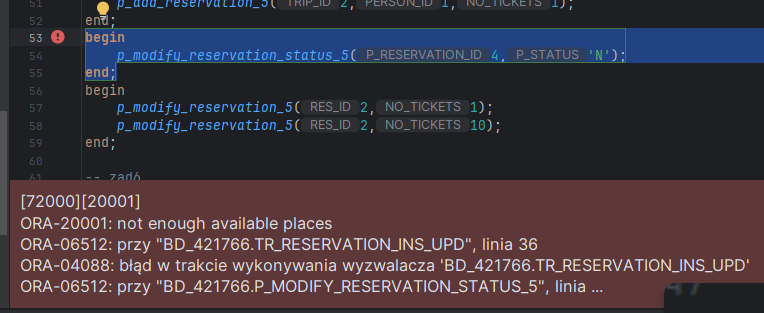 51 p_add_reservation_5( TRIP_ID 2, PERSON_ID 1, NO_TICKETS 1);
52 end;
53 begin
54 p_modify_reservation_status_5( P_RESERVATION_ID 4, P_STATUS 'N');
55 end;
56 begin
57 p_modify_reservation_5( RES_ID 2, NO_TICKETS 1);
58 p_modify_reservation_5( RES_ID 2, NO_TICKETS 10);
59 end;
60
61 -- zad6
[72000][20001]
ORA-20001: not enough available places
ORA-06512: przy "BD_421766.TR_RESERVATION_INS_UPD", linia 36
ORA-04088: błąd w trakcie wykonywania wyzwalacza 'BD_421766.TR_RESERVATION_INS_UPD'
ORA-06512: przy "BD_421766.P_MODIFY_RESERVATION_STATUS_5", linia ...